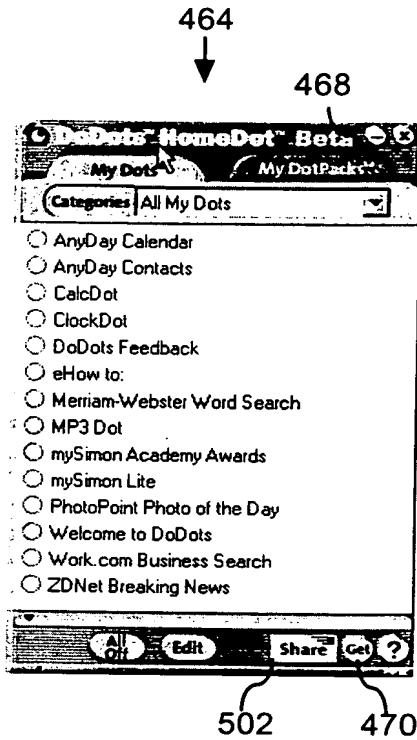 464
468
DoDots™ HomeDot™ Beta
My Dots My DotPacks
Categories All My Dots
AnyDay Calendar
AnyDay Contacts
CalcDot
ClockDot
DoDots Feedback
eHow to:
Merriam-Webster Word Search
MP3 Dot
mySimon Academy Awards
mySimon Lite
PhotoPoint Photo of the Day
Welcome to DoDots
Work.com Business Search
ZDNet Breaking News
All Off Edit Share Get ?
502 470